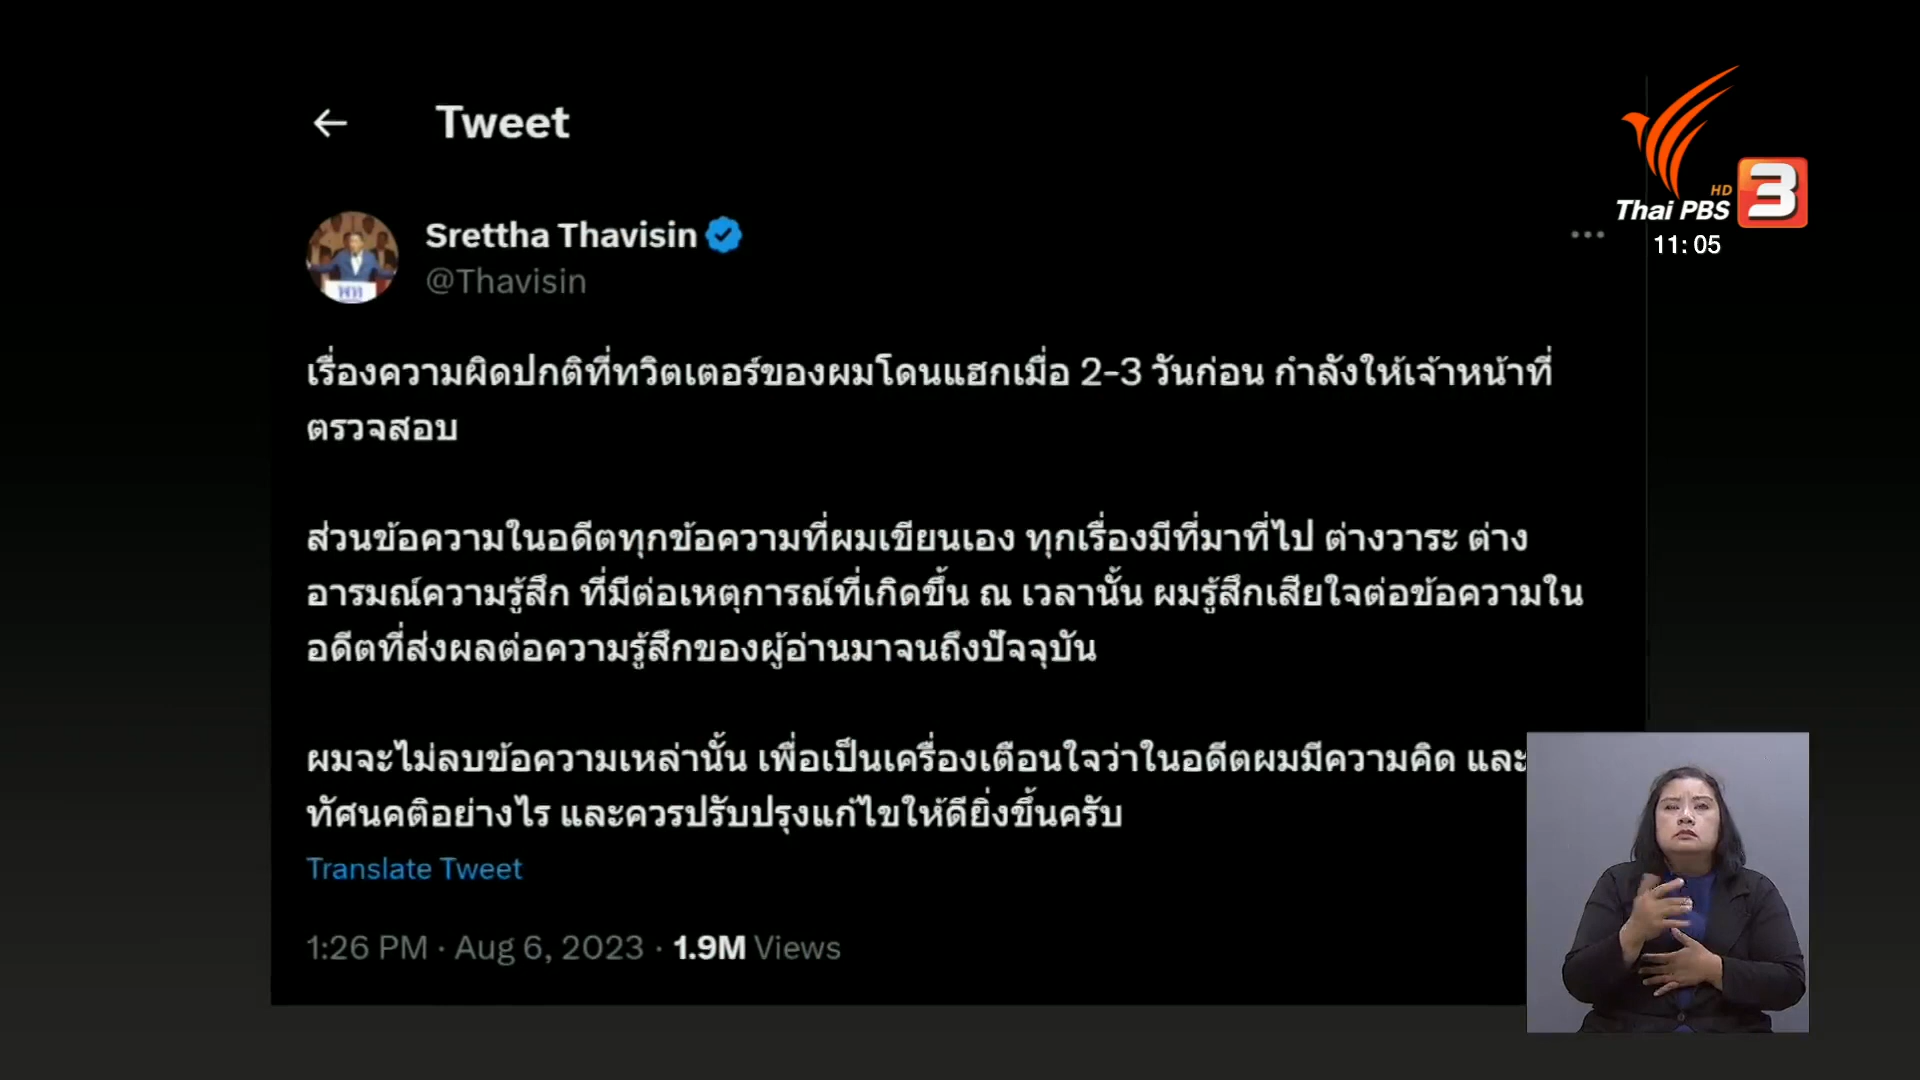 Tweet
Srettha Thavisin
@Thavisin
HD
Thai PBS 3
11:05
เรื่องความผิดปกติที่ทวิตเตอร์ของผมโดนแฮกเมื่อ 2-3 วันก่อน กำลังให้เจ้าหน้าที่
ตรวจสอบ
ส่วนข้อความในอดีตทุกข้อความที่ผมเขียนเอง ทุกเรื่องมีที่มาที่ไป ต่างวาระ ต่าง
อารมณ์ความรู้สึก ที่มีต่อเหตุการณ์ที่เกิดขึ้น ณ เวลานั้น ผมรู้สึกเสียใจต่อข้อความใน
อดีตที่ส่งผลต่อความรู้สึกของผู้อ่านมาจนถึงปัจจุบัน
ผมจะไม่ลบข้อความเหล่านั้น เพื่อเป็นเครื่องเตือนใจว่าในอดีตผมมีความคิด และ
ทัศนคติอย่างไร และควรปรับปรุงแก้ไขให้ดียิ่งขึ้นครับ
Translate Tweet
1:26 PM · Aug 6, 2023 · 1.9M Views